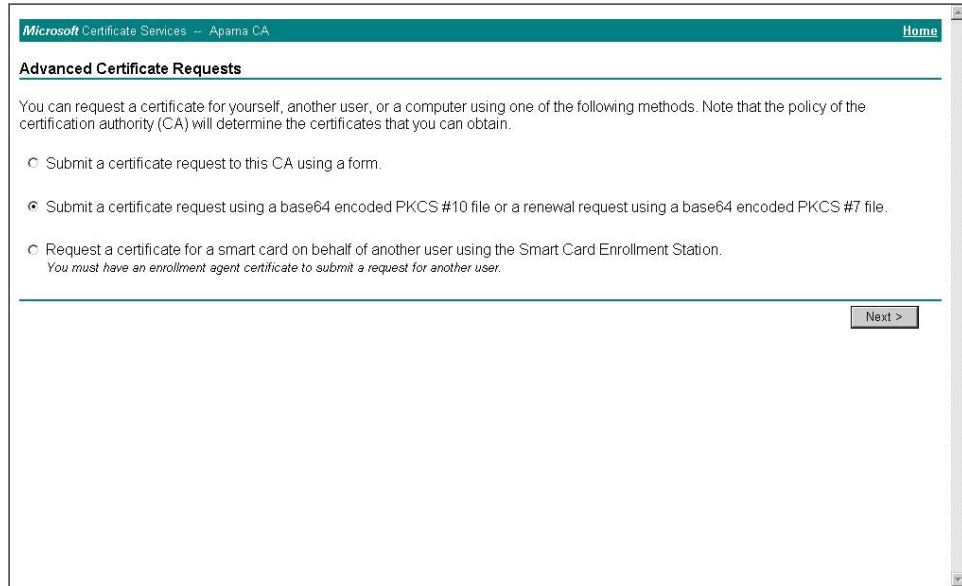 Microsoft Certificate Services -- Aparna CA Home
Advanced Certificate Requests
You can request a certificate for yourself, another user, or a computer using one of the following methods. Note that the policy of the
certification authority (CA) will determine the certificates that you can obtain.
Submit a certificate request to this CA using a form.
Submit a certificate request using a base64 encoded PKCS #10 file or a renewal request using a base64 encoded PKCS #7 file.
Request a certificate for a smart card on behalf of another user using the Smart Card Enrollment Station.
You must have an enrollment agent certificate to submit a request for another user.
Next >